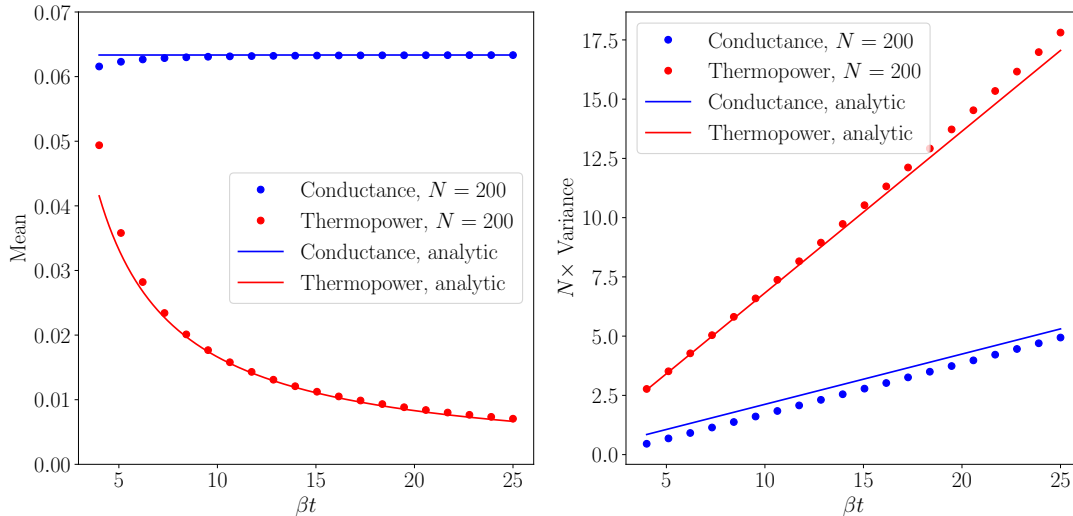 0.07
0.06
0.05
0.04
0.03
0.02
0.01
0.00
Mean
5
10
15
20
25
βt
Conductance, N = 200
Thermopower, N = 200
Conductance, analytic
Thermopower, analytic
17.5
15.0
12.5
10.0
7.5
5.0
2.5
0.0
N× Variance
5
10
15
20
25
βt
Conductance, N = 200
Thermopower, N = 200
Conductance, analytic
Thermopower, analytic